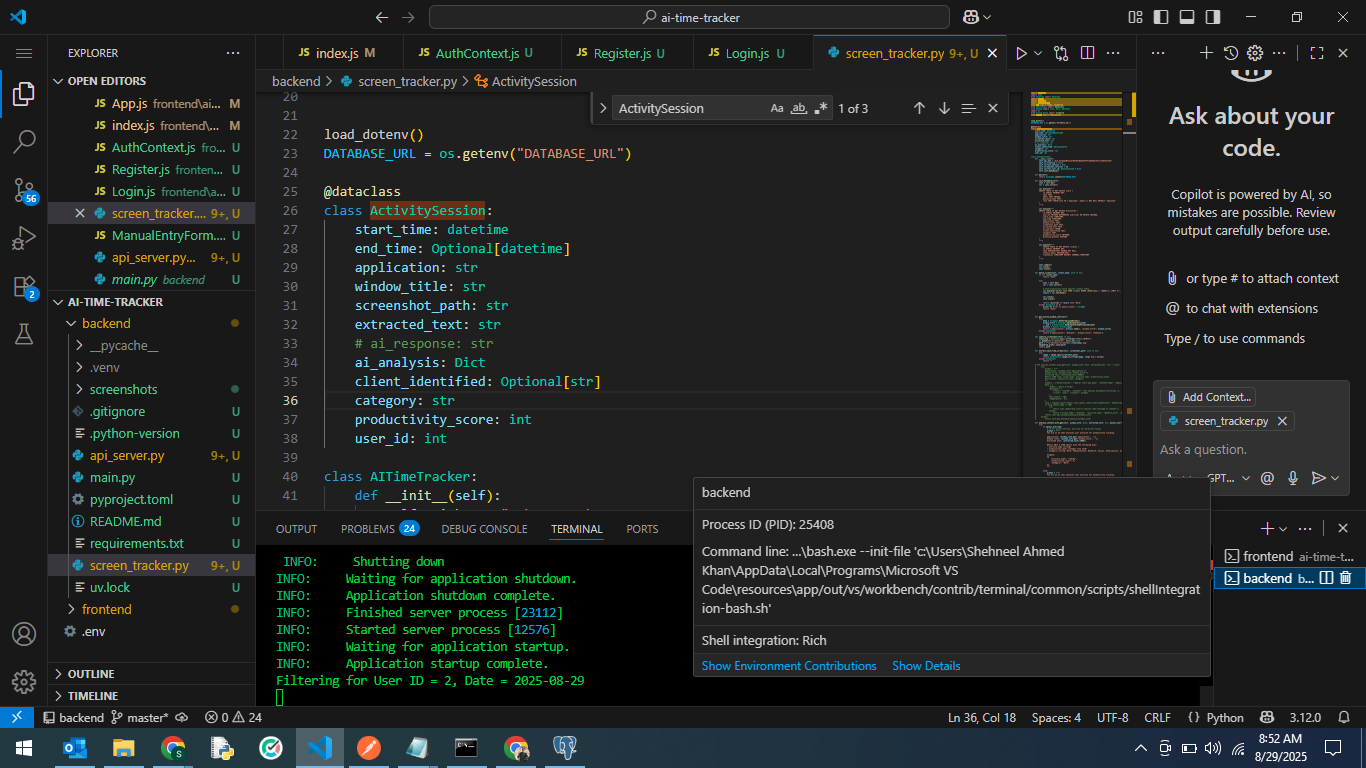 ai-time-tracker
EXPLORER
OPEN EDITORS
JS App.js frontend\ai... M
JS index.js frontend\... M
JS AuthContext.js fro... U
JS Register.js fronten... U
JS Login.js frontend\a... U
screen_tracker.... 9+, U
JS ManualEntryForm.... U
api_server.py... 9+, U
main.py backend U
AI-TIME-TRACKER
backend
__pycache__
.venv
screenshots
.gitignore U
.python-version U
api_server.py 9+, U
main.py U
pyproject.toml U
README.md U
requirements.txt U
screen_tracker.py 9+, U
uv.lock U
frontend
.env
OUTLINE
TIMELINE
56
2
JS index.js M
JS AuthContext.js U
JS Register.js U
JS Login.js U
screen_tracker.py 9+, U
backend > screen_tracker.py > ActivitySession
ActivitySession Aa ab .* 1 of 3
20
21
22 load_dotenv()
23 DATABASE_URL = os.getenv("DATABASE_URL")
24
25 @dataclass
26 class ActivitySession:
27 start_time: datetime
28 end_time: Optional[datetime]
29 application: str
30 window_title: str
31 screenshot_path: str
32 extracted_text: str
33 # ai_response: str
34 ai_analysis: Dict
35 client_identified: Optional[str]
36 category: str
37 productivity_score: int
38 user_id: int
39
40 class AITimeTracker:
41 def __init__(self):
OUTPUT PROBLEMS 24 DEBUG CONSOLE TERMINAL PORTS
INFO: Shutting down
INFO: Waiting for application shutdown.
INFO: Application shutdown complete.
INFO: Finished server process [23112]
INFO: Started server process [12576]
INFO: Waiting for application startup.
INFO: Application startup complete.
Filtering for User ID = 2, Date = 2025-08-29
backend
Process ID (PID): 25408
Command line: ...\bash.exe --init-file 'c:\Users\Shehneel Ahmed
Khan\AppData\Local\Programs\Microsoft VS
Code\resources\app/out/vs/workbench/contrib/terminal/common/scripts/shellIntegrat
ion-bash.sh'
Shell integration: Rich
Show Environment Contributions Show Details
frontend ai-time-t...
backend b...
Ask about your
code.
Copilot is powered by AI, so
mistakes are possible. Review
output carefully before use.
or type # to attach context
@ to chat with extensions
Type / to use commands
Add Context...
screen_tracker.py
Ask a question.
GPT...
backend master* 0 24
Ln 36, Col 18 Spaces: 4 UTF-8 CRLF {} Python 3.12.0
8:52 AM
8/29/2025